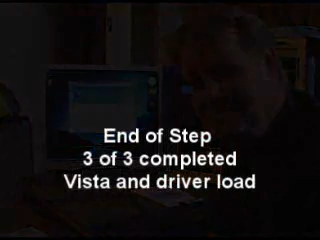 End of Step
3 of 3 completed
Vista and driver load